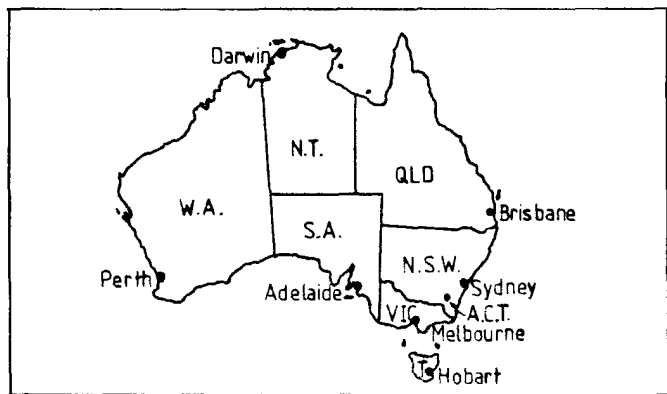 Darwin
N.T.
QLD
W.A.
Brisbane
S.A.
N.S.W.
Perth
Adelaide
Sydney
VIC
A.C.T.
Melbourne
T
Hobart